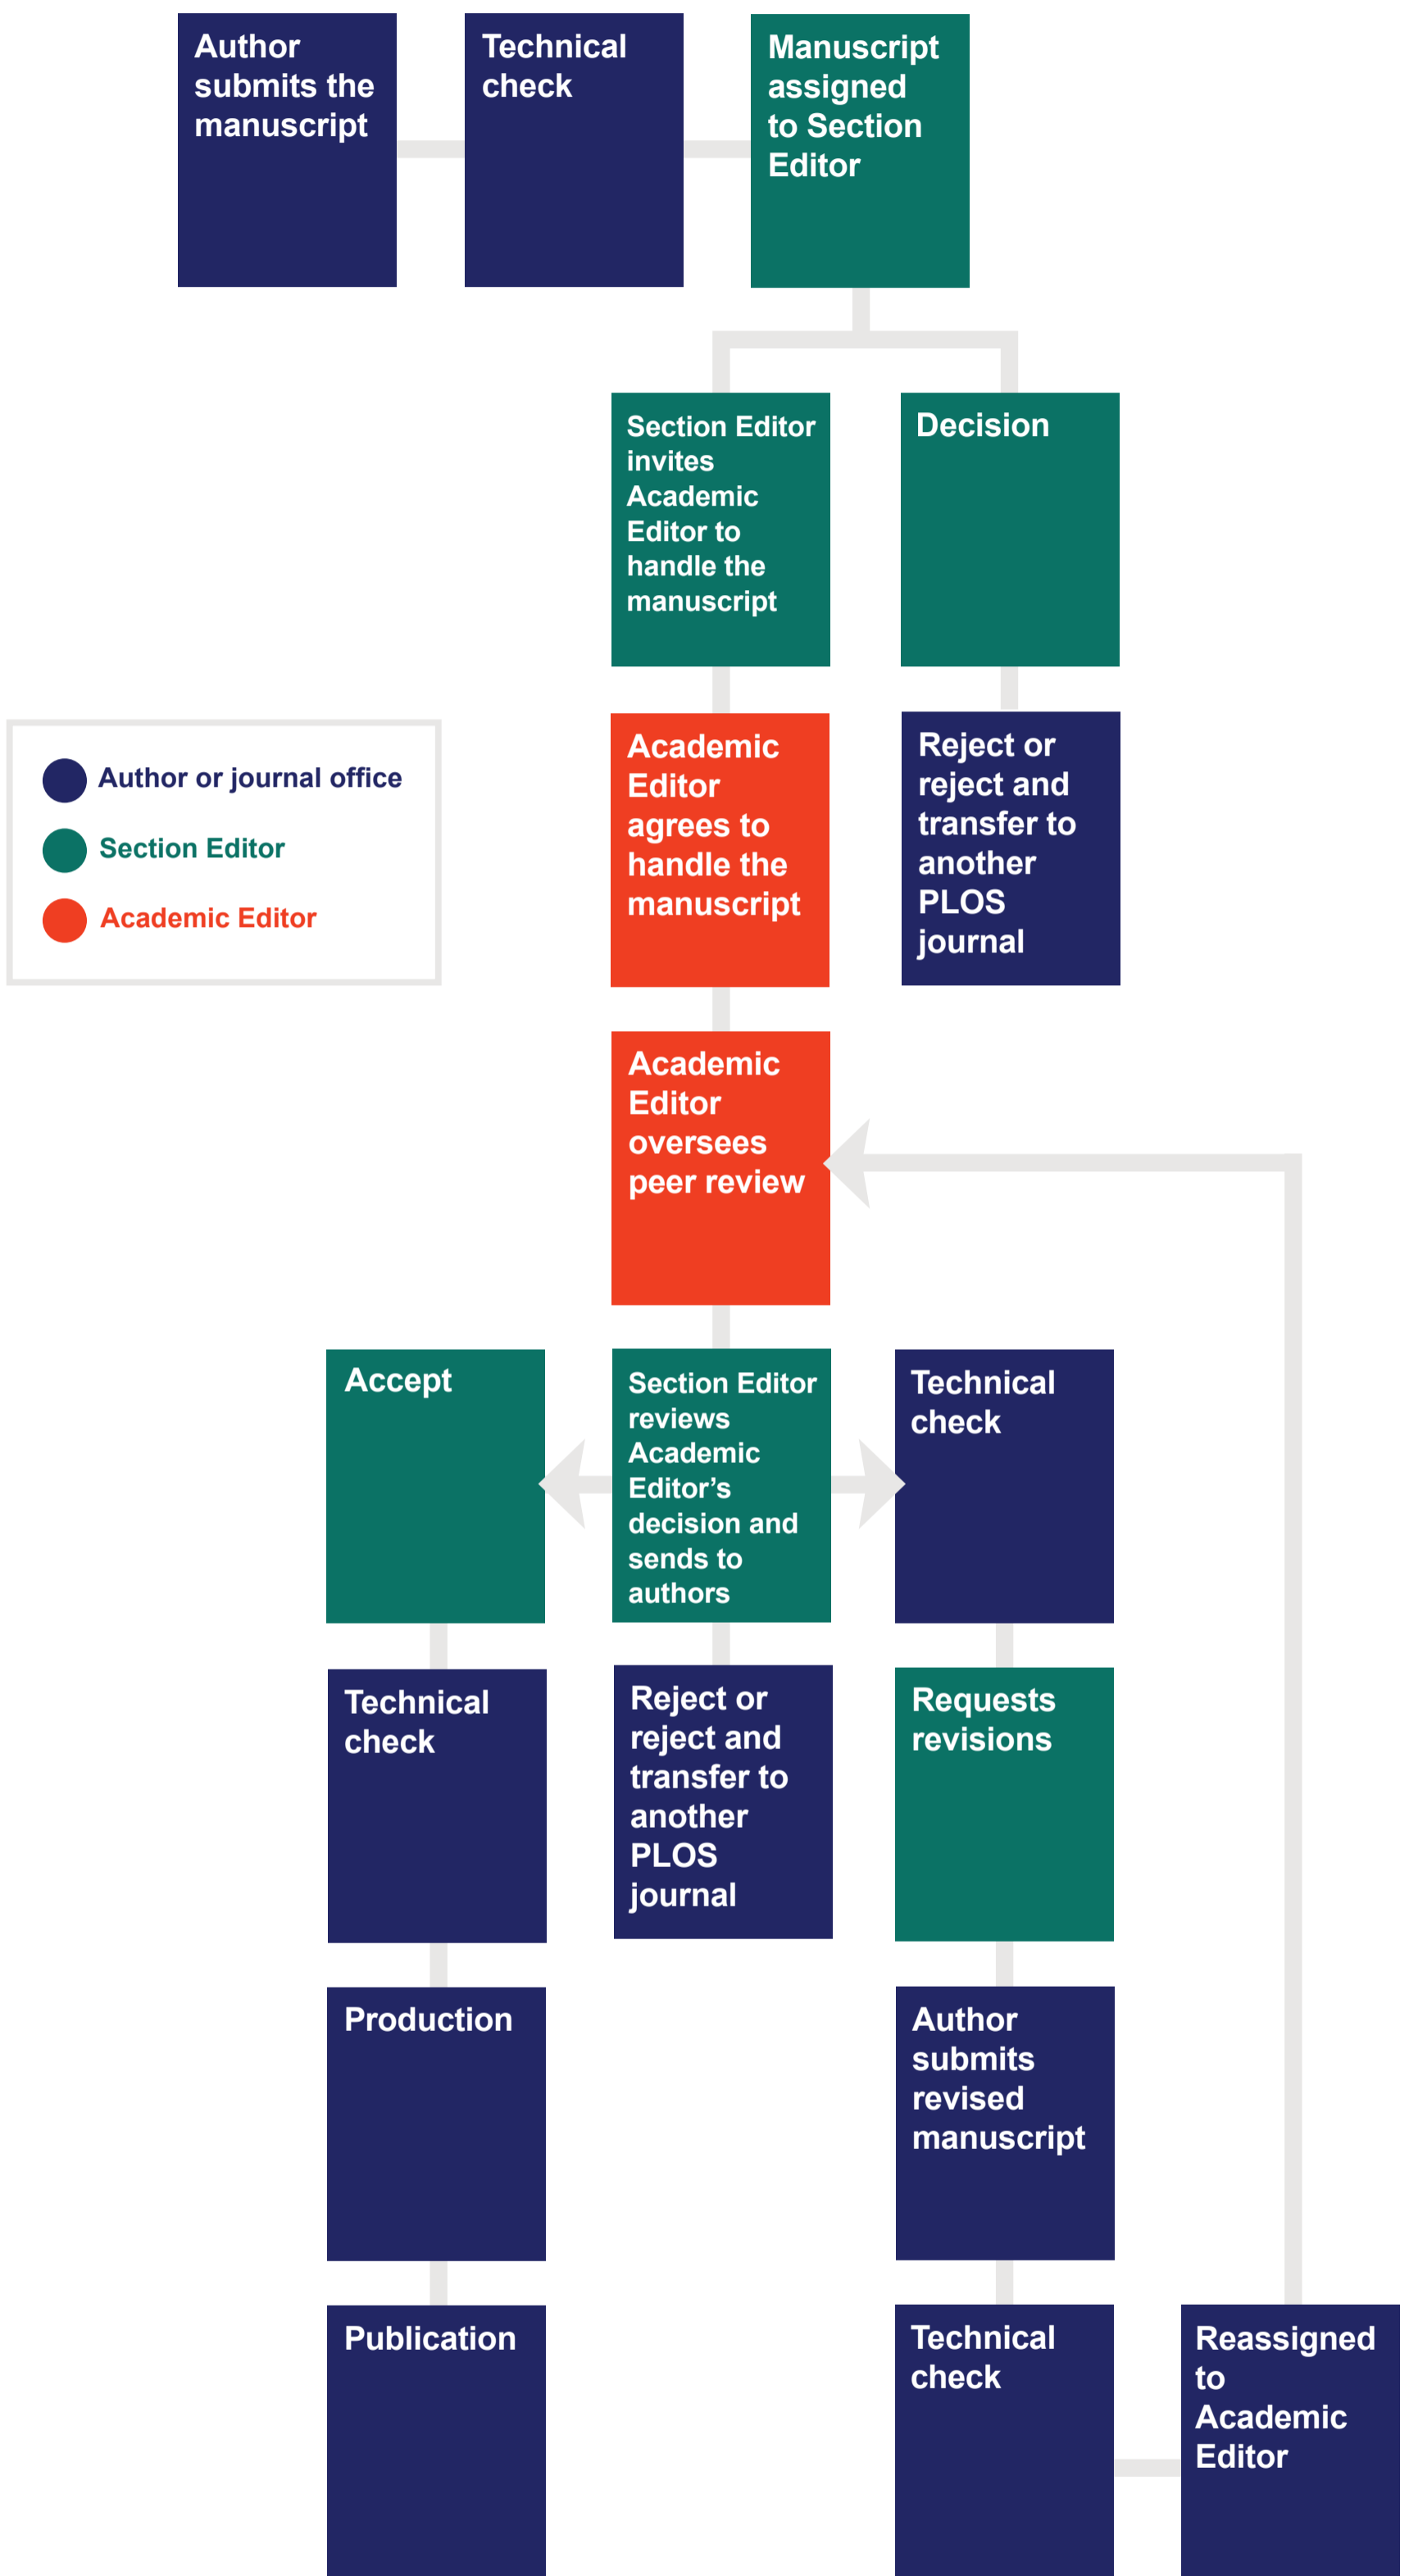 Author
submits the
manuscript
Technical
check
Manuscript
assigned
to Section
Editor
Section Editor
invites
Academic
Editor to
handle the
manuscript
Decision
Author or journal office
Section Editor
Academic Editor
Academic
Editor
agrees to
handle the
manuscript
Reject or
reject and
transfer to
another
PLOS
journal
Academic
Editor
oversees
peer review
Accept
Section Editor
reviews
Academic
Editor’s
decision and
sends to
authors
Technical
check
Technical
check
Reject or
reject and
transfer to
another
PLOS
journal
Requests
revisions
Production
Author
submits
revised
manuscript
Publication
Technical
check
Reassigned
to
Academic
Editor